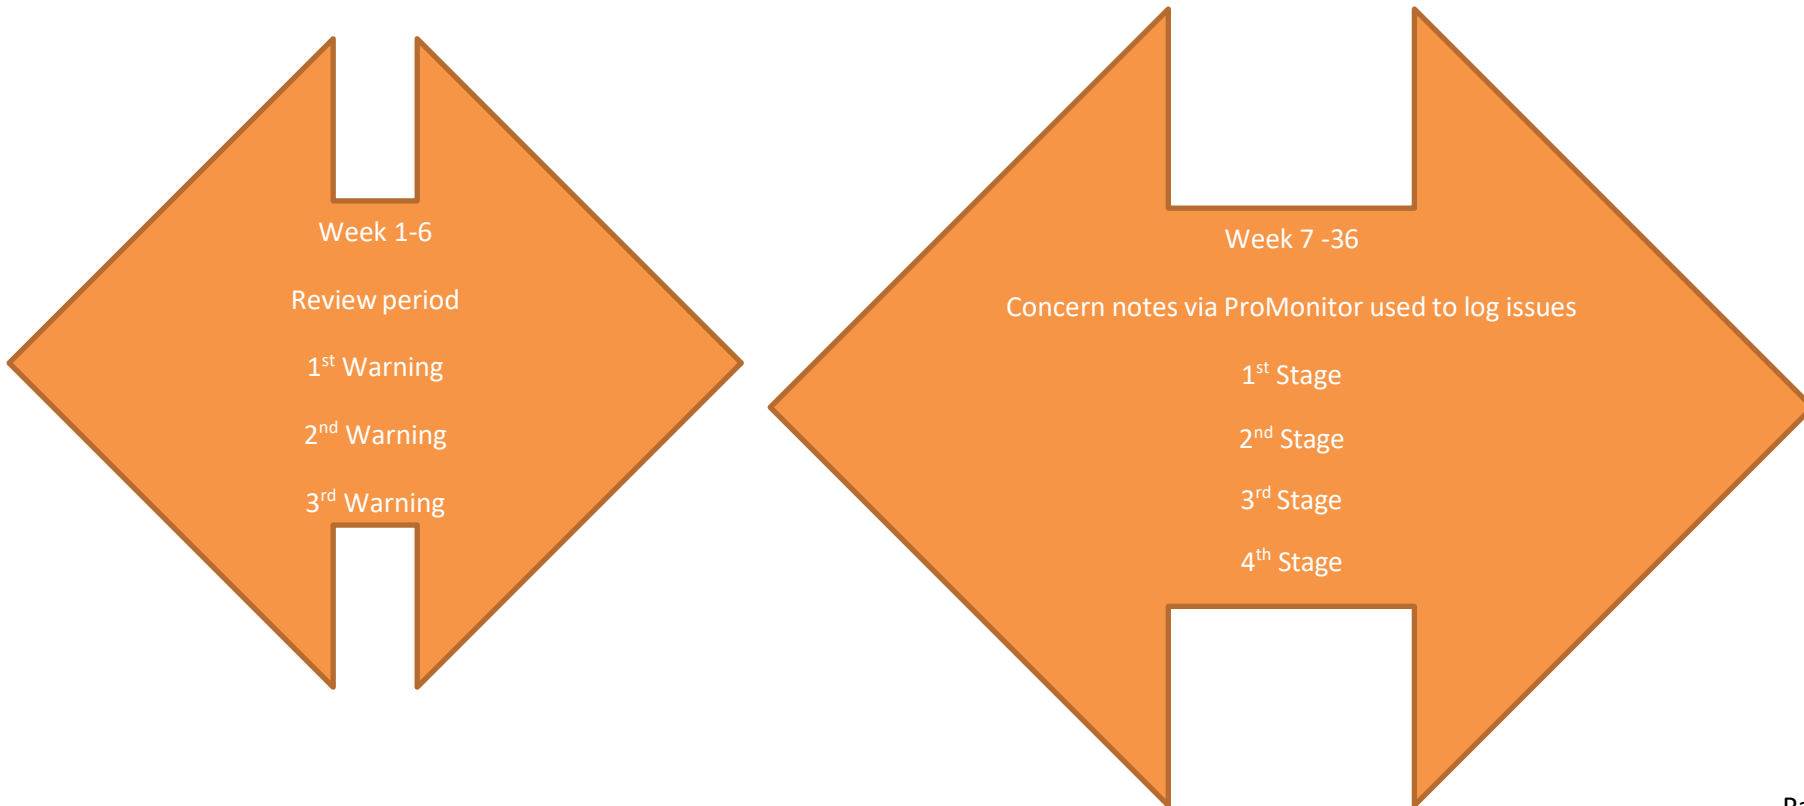 Week 1-6
Review period
1st Warning
2nd Warning
3rd Warning
Week 7 -36
Concern notes via ProMonitor used to log issues
1st Stage
2nd Stage
3rd Stage
4th Stage